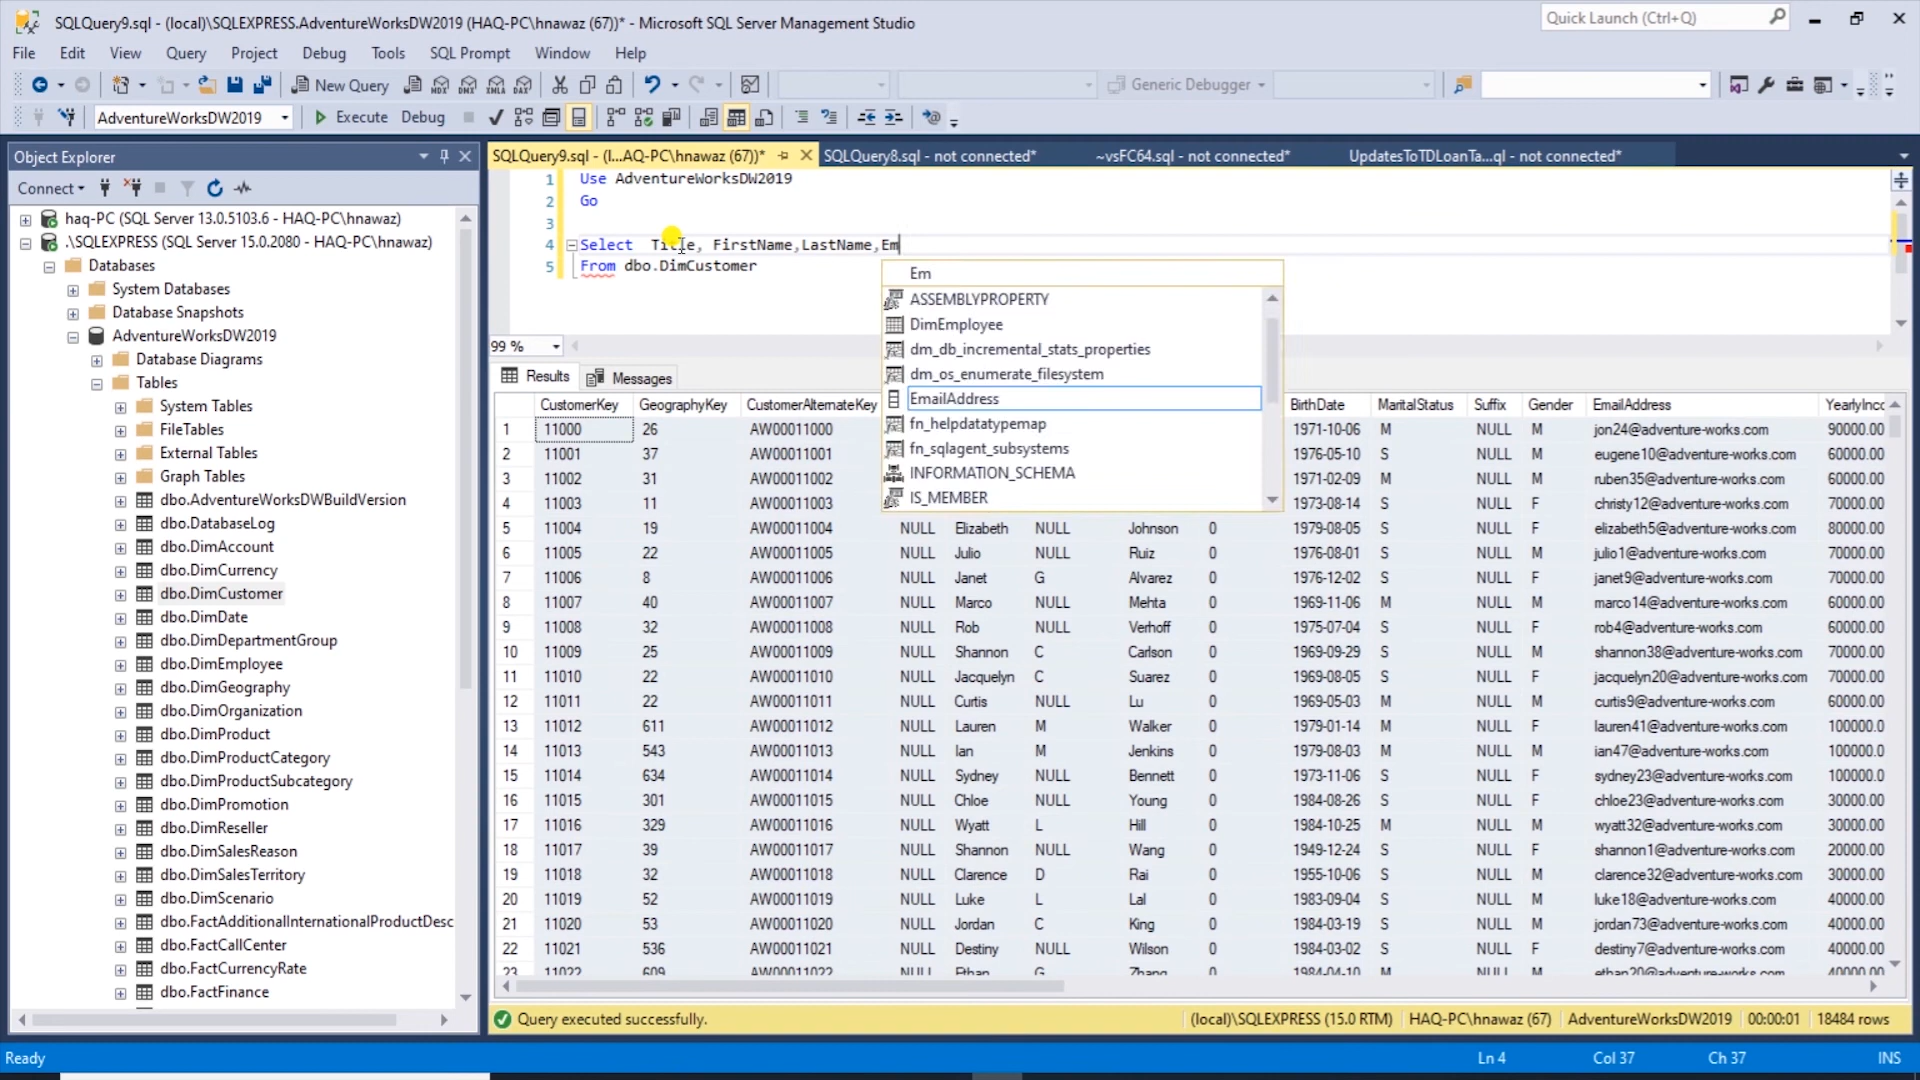 SQLQuery9.sql - (local)\SQLEXPRESS.AdventureWorksDW2019 (HAQ-PC\hnawaz (67))* - Microsoft SQL Server Management Studio
Quick Launch (Ctrl+Q)
File Edit View Query Project Debug Tools SQL Prompt Window Help
New Query MDX DMX XMLA DAX Generic Debugger
AdventureWorksDW2019 Execute Debug
Object Explorer
Connect
haq-PC (SQL Server 13.0.5103.6 - HAQ-PC\hnawaz)
.\SQLEXPRESS (SQL Server 15.0.2080 - HAQ-PC\hnawaz)
Databases
System Databases
Database Snapshots
AdventureWorksDW2019
Database Diagrams
Tables
System Tables
FileTables
External Tables
Graph Tables
dbo.AdventureWorksDWBuildVersion
dbo.DatabaseLog
dbo.DimAccount
dbo.DimCurrency
dbo.DimCustomer
dbo.DimDate
dbo.DimDepartmentGroup
dbo.DimEmployee
dbo.DimGeography
dbo.DimOrganization
dbo.DimProduct
dbo.DimProductCategory
dbo.DimProductSubcategory
dbo.DimPromotion
dbo.DimReseller
dbo.DimSalesReason
dbo.DimSalesTerritory
dbo.DimScenario
dbo.FactAdditionalInternationalProductDesc
dbo.FactCallCenter
dbo.FactCurrencyRate
dbo.FactFinance
SQLQuery9.sql - (l...AQ-PC\hnawaz (67))* SQLQuery8.sql - not connected* ~vsFC64.sql - not connected* UpdatesToTDLoanTa...ql - not connected*
1 Use AdventureWorksDW2019
2 Go
3
4 Select Title, FirstName,LastName,Em
5 From dbo.DimCustomer
Em
ASSEMBLYPROPERTY
DimEmployee
dm_db_incremental_stats_properties
dm_os_enumerate_filesystem
EmailAddress
fn_helpdatatypemap
fn_sqlagent_subsystems
INFORMATION_SCHEMA
IS_MEMBER
99 %
Results Messages
CustomerKey GeographyKey CustomerAlternateKey BirthDate MaritalStatus Suffix Gender EmailAddress YearlyInco
1 11000 26 AW00011000 1971-10-06 M NULL M jon24@adventure-works.com 90000.00
2 11001 37 AW00011001 1976-05-10 S NULL M eugene10@adventure-works.com 60000.00
3 11002 31 AW00011002 1971-02-09 M NULL M ruben35@adventure-works.com 60000.00
4 11003 11 AW00011003 1973-08-14 S NULL F christy12@adventure-works.com 70000.00
5 11004 19 AW00011004 NULL Elizabeth NULL Johnson 0 1979-08-05 S NULL F elizabeth5@adventure-works.com 80000.00
6 11005 22 AW00011005 NULL Julio NULL Ruiz 0 1976-08-01 S NULL M julio1@adventure-works.com 70000.00
7 11006 8 AW00011006 NULL Janet G Alvarez 0 1976-12-02 S NULL F janet9@adventure-works.com 70000.00
8 11007 40 AW00011007 NULL Marco NULL Mehta 0 1969-11-06 M NULL M marco14@adventure-works.com 60000.00
9 11008 32 AW00011008 NULL Rob NULL Verhoff 0 1975-07-04 S NULL F rob4@adventure-works.com 60000.00
10 11009 25 AW00011009 NULL Shannon C Carlson 0 1969-09-29 S NULL M shannon38@adventure-works.com 70000.00
11 11010 22 AW00011010 NULL Jacquelyn C Suarez 0 1969-08-05 S NULL F jacquelyn20@adventure-works.com 70000.00
12 11011 22 AW00011011 NULL Curtis NULL Lu 0 1969-05-03 M NULL M curtis9@adventure-works.com 60000.00
13 11012 611 AW00011012 NULL Lauren M Walker 0 1979-01-14 M NULL F lauren41@adventure-works.com 100000.0
14 11013 543 AW00011013 NULL Ian M Jenkins 0 1979-08-03 M NULL M ian47@adventure-works.com 100000.0
15 11014 634 AW00011014 NULL Sydney NULL Bennett 0 1973-11-06 S NULL F sydney23@adventure-works.com 100000.0
16 11015 301 AW00011015 NULL Chloe NULL Young 0 1984-08-26 S NULL F chloe23@adventure-works.com 30000.00
17 11016 329 AW00011016 NULL Wyatt L Hill 0 1984-10-25 M NULL M wyatt32@adventure-works.com 30000.00
18 11017 39 AW00011017 NULL Shannon NULL Wang 0 1949-12-24 S NULL F shannon1@adventure-works.com 20000.00
19 11018 32 AW00011018 NULL Clarence D Rai 0 1955-10-06 S NULL M clarence32@adventure-works.com 30000.00
20 11019 52 AW00011019 NULL Luke L Lal 0 1983-09-04 S NULL M luke18@adventure-works.com 40000.00
21 11020 53 AW00011020 NULL Jordan C King 0 1984-03-19 S NULL M jordan73@adventure-works.com 40000.00
22 11021 536 AW00011021 NULL Destiny NULL Wilson 0 1984-03-02 S NULL F destiny7@adventure-works.com 40000.00
23 11022 609 AW00011022 NULL Ethan G Zhang 0 1984-04-10 M NULL M ethan20@adventure-works.com 40000.00
Query executed successfully. (local)\SQLEXPRESS (15.0 RTM) HAQ-PC\hnawaz (67) AdventureWorksDW2019 00:00:01 18484 rows
Ready Ln 4 Col 37 Ch 37 INS